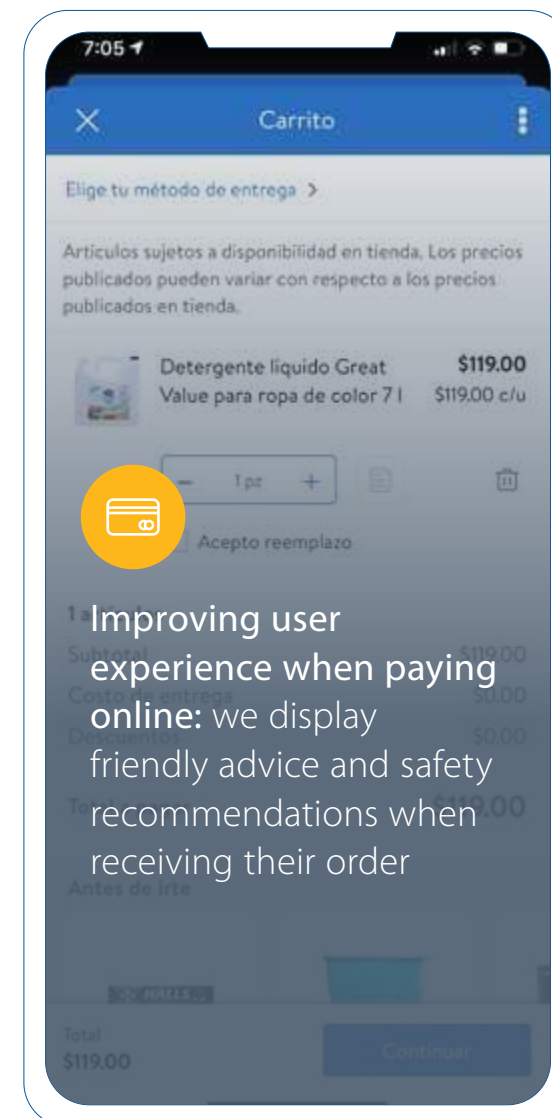 7:05
Carrito
Elige tu método de entrega >
Artículos sujetos a disponibilidad en tienda. Los precios
publicados pueden variar con respecto a los precios
publicados en tienda.
Detergente líquido Great $119.00
Value para ropa de color 7 l $119.00 c/u
– 1 pz +
Acepto reemplazo
Improving user
experience when paying
online: we display
friendly advice and safety
recommendations when
receiving their order
Subtotal $119.00
Costo de entrega $0.00
Descuentos $0.00
$119.00
Antes de irte
HALLS
Total
$119.00
Continuar